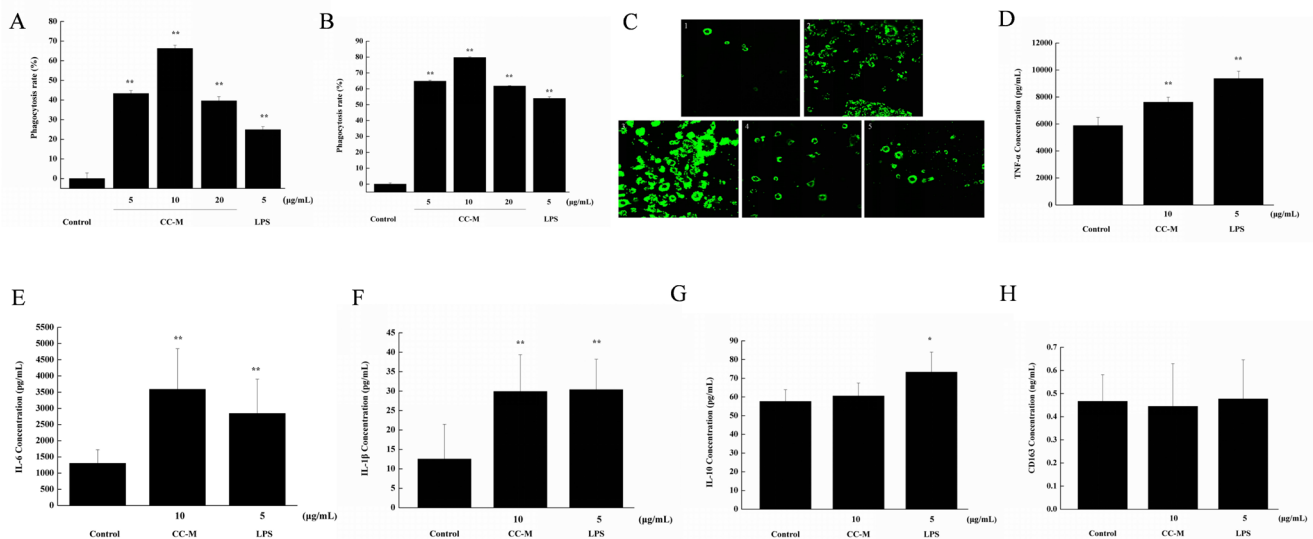 A
Phagocytosis rate (%)
80
70
60
50
40
30
20
10
0
**
**
**
**
5 10 20 5 (μg/mL)
Control CC-M LPS
B
Phagocytosis rate (%)
90
80
70
60
50
40
30
20
10
0
**
**
**
**
5 10 20 5 (μg/mL)
Control CC-M LPS
C
1
2
3
4
5
D
TNF-α Concentration (pg/mL)
12000
10000
8000
6000
4000
2000
0
**
**
10 5 (μg/mL)
Control CC-M LPS
E
IL-6 Concentration (pg/mL)
5500
5000
4500
4000
3500
3000
2500
2000
1500
1000
500
0
**
**
10 5 (μg/mL)
Control CC-M LPS
F
IL-1β Concentration (pg/mL)
45
40
35
30
25
20
15
10
5
0
**
**
10 5 (μg/mL)
Control CC-M LPS
G
IL-10 Concentration (pg/mL)
90
80
70
60
50
40
30
20
10
0
*
10 5 (μg/mL)
Control CC-M LPS
H
CD163 Concentration (ng/mL)
0.7
0.6
0.5
0.4
0.3
0.2
0.1
0.0
10 5 (μg/mL)
Control CC-M LPS